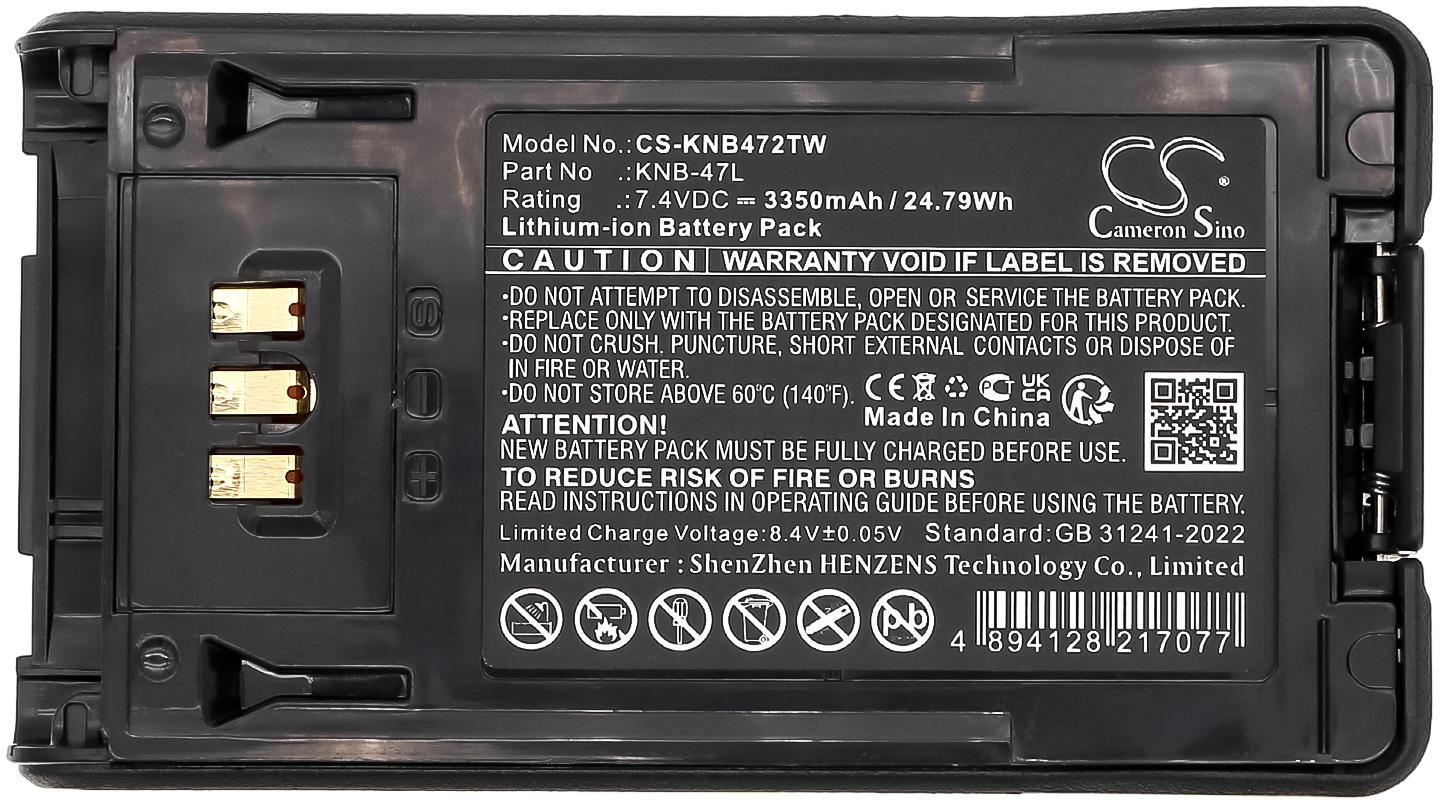 Model No.:CS-KNB472TW
Part No .:KNB-47L
Rating .:7.4VDC ⎓ 3350mAh / 24.79Wh
Lithium-ion Battery Pack
CS®
Cameron Sino
CAUTION | WARRANTY VOID IF LABEL IS REMOVED
•DO NOT ATTEMPT TO DISASSEMBLE, OPEN OR SERVICE THE BATTERY PACK.
•REPLACE ONLY WITH THE BATTERY PACK DESIGNATED FOR THIS PRODUCT.
•DO NOT CRUSH, PUNCTURE, SHORT EXTERNAL CONTACTS OR DISPOSE OF
IN FIRE OR WATER.
•DO NOT STORE ABOVE 60°C (140°F).
CE PCT UK CA
Made In China
ATTENTION!
NEW BATTERY PACK MUST BE FULLY CHARGED BEFORE USE.
TO REDUCE RISK OF FIRE OR BURNS
READ INSTRUCTIONS IN OPERATING GUIDE BEFORE USING THE BATTERY.
Limited Charge Voltage:8.4V±0.05V Standard:GB 31241-2022
Manufacturer : ShenZhen HENZENS Technology Co., Limited
Pb
4 894128 217077
S
−
+